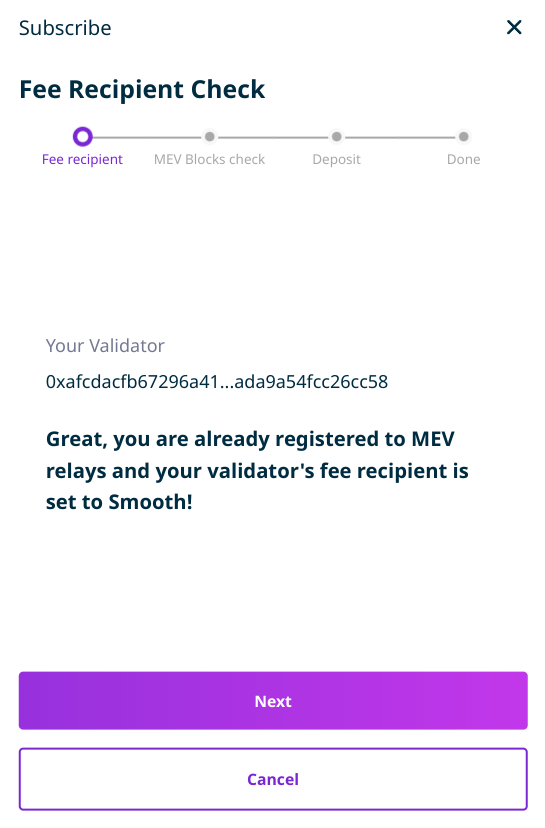 Subscribe
Fee Recipient Check
Fee recipient
MEV Blocks check
Deposit
Done
Your Validator
0xafcdacfb67296a41...ada9a54fcc26cc58
Great, you are already registered to MEV
relays and your validator's fee recipient is
set to Smooth!
Next
Cancel